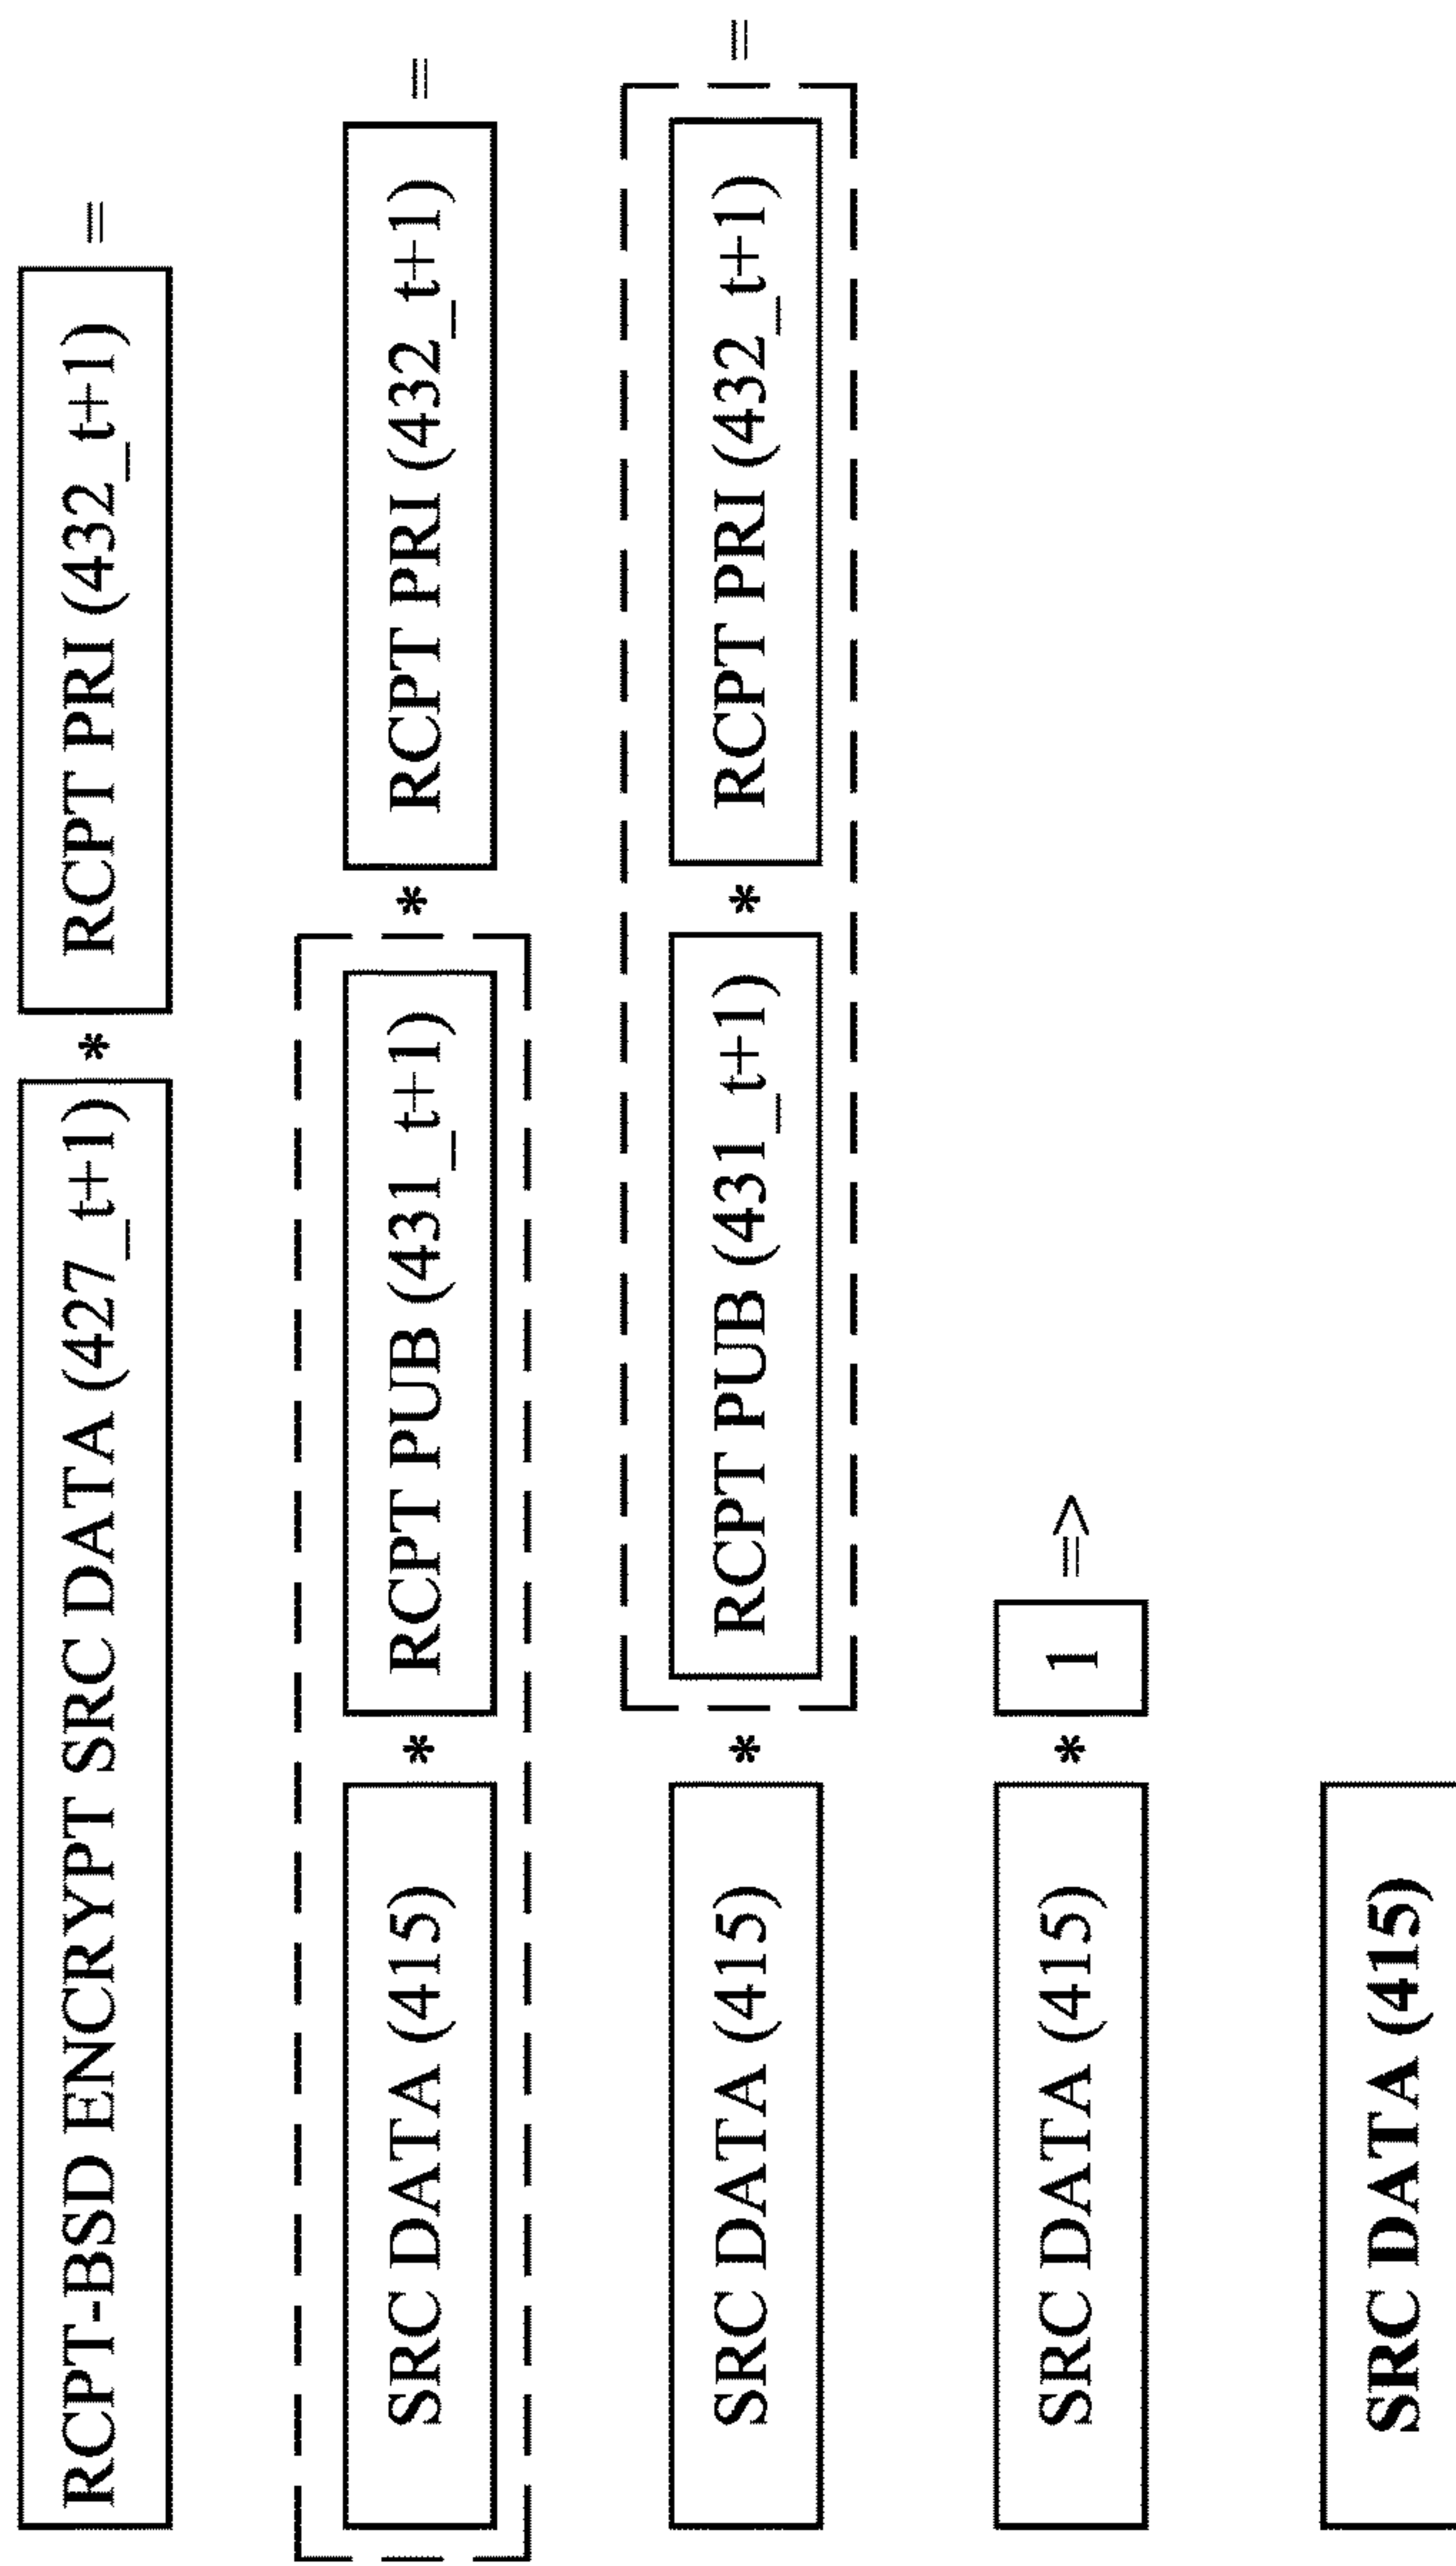 RCPT-BSD ENCRYPT SRC DATA (427_t+1) * RCPT PRI (432_t+1) =
SRC DATA (415) * RCPT PUB (431_t+1) * RCPT PRI (432_t+1) =
SRC DATA (415) * RCPT PUB (431_t+1) * RCPT PRI (432_t+1) =
SRC DATA (415) * 1 =>
SRC DATA (415)